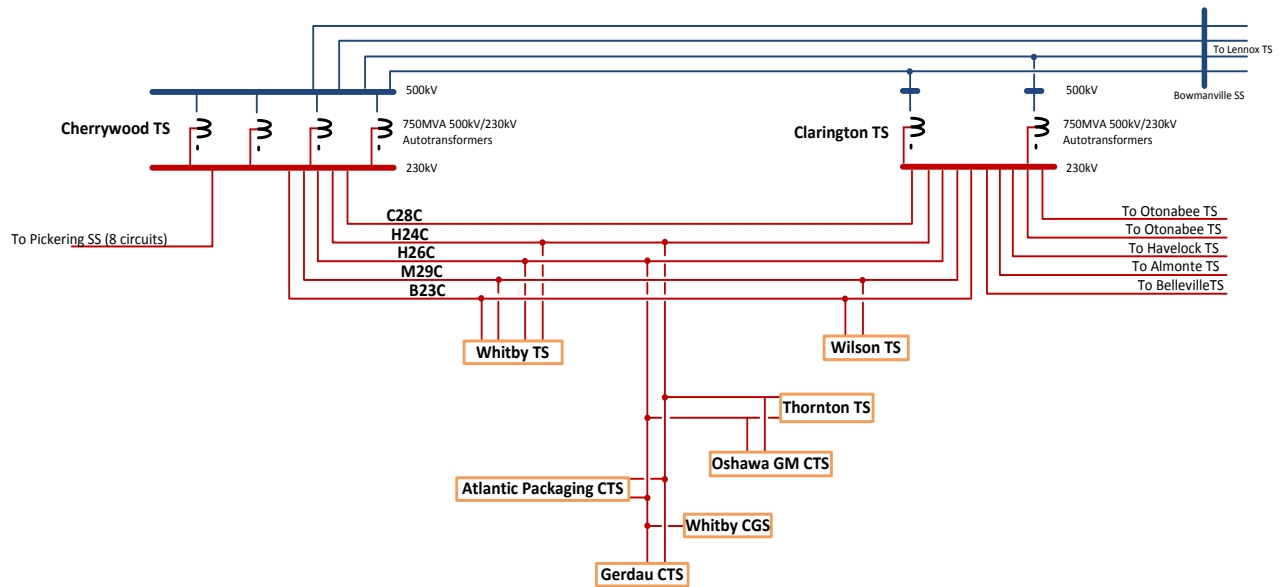 To Lennox TS
500kV
500kV
Bowmanville SS
Cherrywood TS
750MVA 500kV/230kV
Autotransformers
Clarington TS
750MVA 500kV/230kV
Autotransformers
230kV
230kV
C28C
To Otonabee TS
To Pickering SS (8 circuits)
H24C
To Otonabee TS
H26C
To Havelock TS
M29C
To Almonte TS
B23C
To BellevilleTS
Whitby TS
Wilson TS
Thornton TS
Oshawa GM CTS
Atlantic Packaging CTS
Whitby CGS
Gerdau CTS